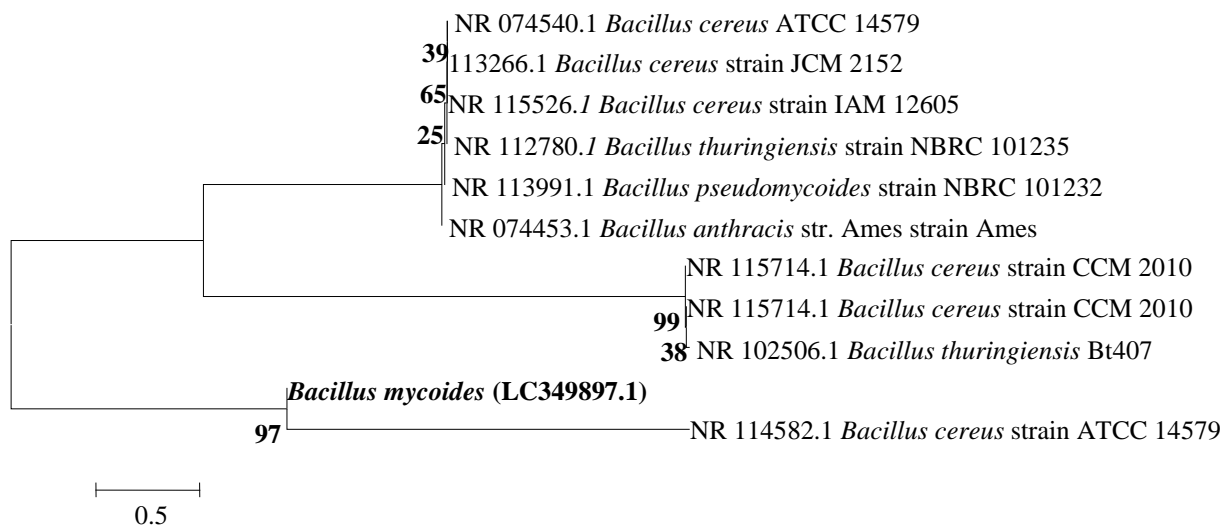 NR 074540.1 Bacillus cereus ATCC 14579
39
113266.1 Bacillus cereus strain JCM 2152
65
NR 115526.1 Bacillus cereus strain IAM 12605
25
NR 112780.1 Bacillus thuringiensis strain NBRC 101235
NR 113991.1 Bacillus pseudomycoides strain NBRC 101232
NR 074453.1 Bacillus anthracis str. Ames strain Ames
NR 115714.1 Bacillus cereus strain CCM 2010
NR 115714.1 Bacillus cereus strain CCM 2010
99
38 NR 102506.1 Bacillus thuringiensis Bt407
Bacillus mycoides (LC349897.1)
97
NR 114582.1 Bacillus cereus strain ATCC 14579
0.5